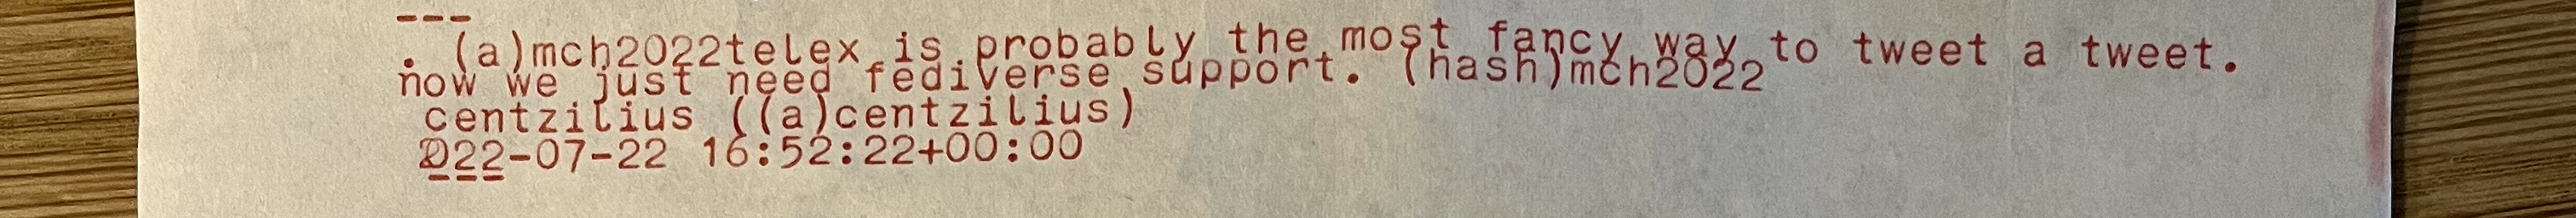 ---
. (a)mch2022telex is probably the most fancy way to tweet a tweet.
now we just need fediverse support. (hash)mch2022
centzilius ((a)centzilius)
2022-07-22 16:52:22+00:00
---